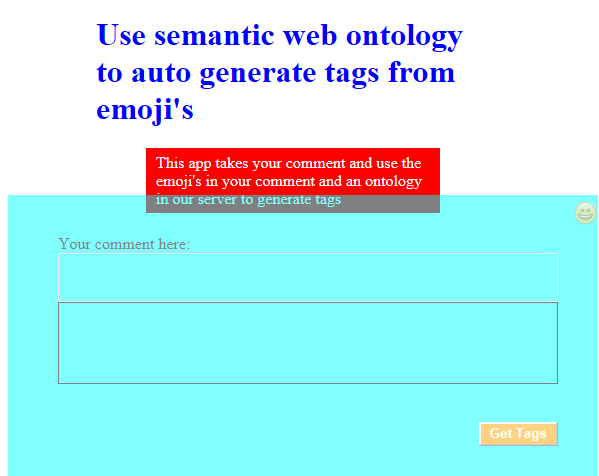 Use semantic web ontology
to auto generate tags from
emoji's
This app takes your comment and use the
emoji's in your comment and an ontology
in our server to generate tags
Your comment here:
Get Tags